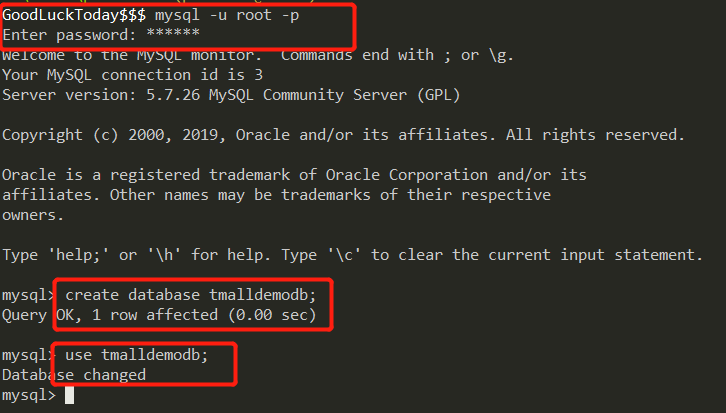 GoodLuckToday$$$ mysql -u root -p
Enter password: ******
Welcome to the MySQL monitor.  Commands end with ; or \g.
Your MySQL connection id is 3
Server version: 5.7.26 MySQL Community Server (GPL)
Copyright (c) 2000, 2019, Oracle and/or its affiliates. All rights reserved.
Oracle is a registered trademark of Oracle Corporation and/or its
affiliates. Other names may be trademarks of their respective
owners.
Type 'help;' or '\h' for help. Type '\c' to clear the current input statement.
mysql> create database tmalldemodb;
Query OK, 1 row affected (0.00 sec)
mysql> use tmalldemodb;
Database changed
mysql>